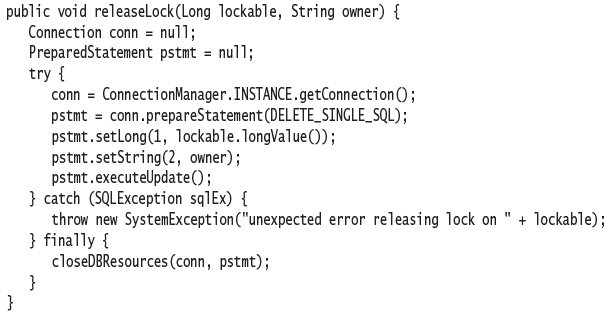 public void releaseLock(Long lockable, String owner) {
Connection conn = null;
PreparedStatement pstmt = null;
try {
conn = ConnectionManager.INSTANCE.getConnection();
pstmt = conn.prepareStatement(DELETE_SINGLE_SQL);
pstmt.setLong(1, lockable.longValue());
pstmt.setString(2, owner);
pstmt.executeUpdate();
} catch (SQLException sqlEx) {
throw new SystemException("unexpected error releasing lock on " + lockable);
} finally {
closeDBResources(conn, pstmt);
}
}